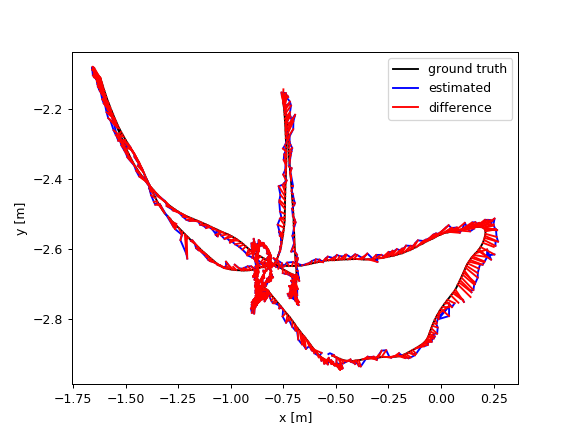 ground truth
estimated
difference
−2.2
−2.4
−2.6
−2.8
y [m]
−1.75 −1.50 −1.25 −1.00 −0.75 −0.50 −0.25 0.00 0.25
x [m]